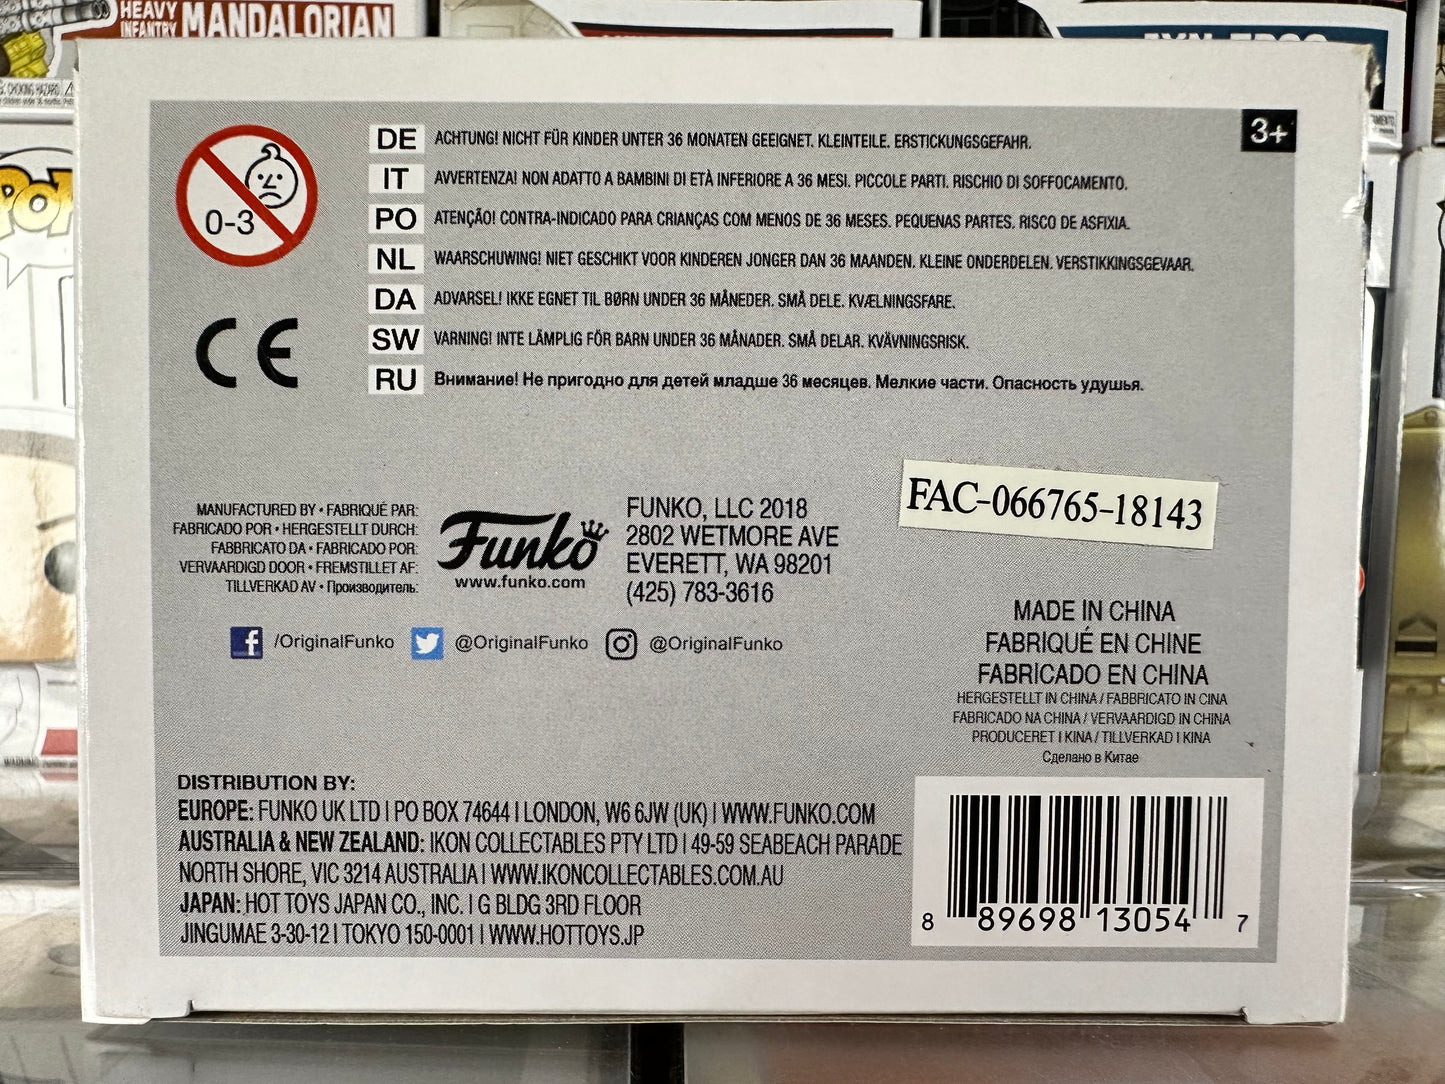 HEAVY
INFANTRY MANDALORIAN
CHOKING HAZARD
3+
0-3
DE ACHTUNG! NICHT FÜR KINDER UNTER 36 MONATEN GEEIGNET. KLEINTEILE. ERSTICKUNGSGEFAHR.
IT AVVERTENZA! NON ADATTO A BAMBINI DI ETÀ INFERIORE A 36 MESI. PICCOLE PARTI. RISCHIO DI SOFFOCAMENTO.
PO ATENÇÃO! CONTRA-INDICADO PARA CRIANÇAS COM MENOS DE 36 MESES. PEQUENAS PARTES. RISCO DE ASFIXIA.
NL WAARSCHUWING! NIET GESCHIKT VOOR KINDEREN JONGER DAN 36 MAANDEN. KLEINE ONDERDELEN. VERSTIKKINGSGEVAAR.
DA ADVARSEL! IKKE EGNET TIL BØRN UNDER 36 MÅNEDER. SMÅ DELE. KVÆLNINGSFARE.
SW VARNING! INTE LÄMPLIG FÖR BARN UNDER 36 MÅNADER. SMÅ DELAR. KVÄVNINGSRISK.
RU Внимание! Не пригодно для детей младше 36 месяцев. Мелкие части. Опасность удушья.
CE
FAC-066765-18143
MANUFACTURED BY • FABRIQUÉ PAR:
FABRICADO POR • HERGESTELLT DURCH:
FABBRICATO DA • FABRICADO POR:
VERVAARDIGD DOOR • FREMSTILLET AF:
TILLVERKAD AV • Производитель:
Funko
www.funko.com
FUNKO, LLC 2018
2802 WETMORE AVE
EVERETT, WA 98201
(425) 783-3616
/OriginalFunko @OriginalFunko @OriginalFunko
MADE IN CHINA
FABRIQUÉ EN CHINE
FABRICADO EN CHINA
HERGESTELLT IN CHINA / FABBRICATO IN CINA
FABRICADO NA CHINA / VERVAARDIGD IN CHINA
PRODUCERET I KINA / TILLVERKAD I KINA
Сделано в Китае
DISTRIBUTION BY:
EUROPE: FUNKO UK LTD | PO BOX 74644 | LONDON, W6 6JW (UK) | WWW.FUNKO.COM
AUSTRALIA & NEW ZEALAND: IKON COLLECTABLES PTY LTD | 49-59 SEABEACH PARADE
NORTH SHORE, VIC 3214 AUSTRALIA | WWW.IKONCOLLECTABLES.COM.AU
JAPAN: HOT TOYS JAPAN CO., INC. | G BLDG 3RD FLOOR
JINGUMAE 3-30-12 | TOKYO 150-0001 | WWW.HOTTOYS.JP
8 89698 13054 7